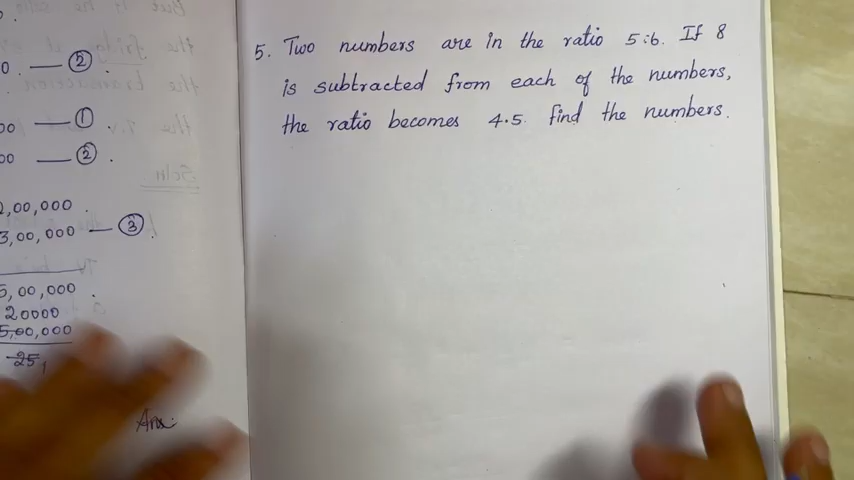 0. —— ②.
00 —— ①.
00 —— ②.
2,00,000.
3,00,000 — ③.
5,00,000.
20000
5,00,000
25
Ans:
Soln
5. Two numbers are in the ratio 5:6. If 8
is subtracted from each of the numbers,
the ratio becomes 4.5. find the numbers.